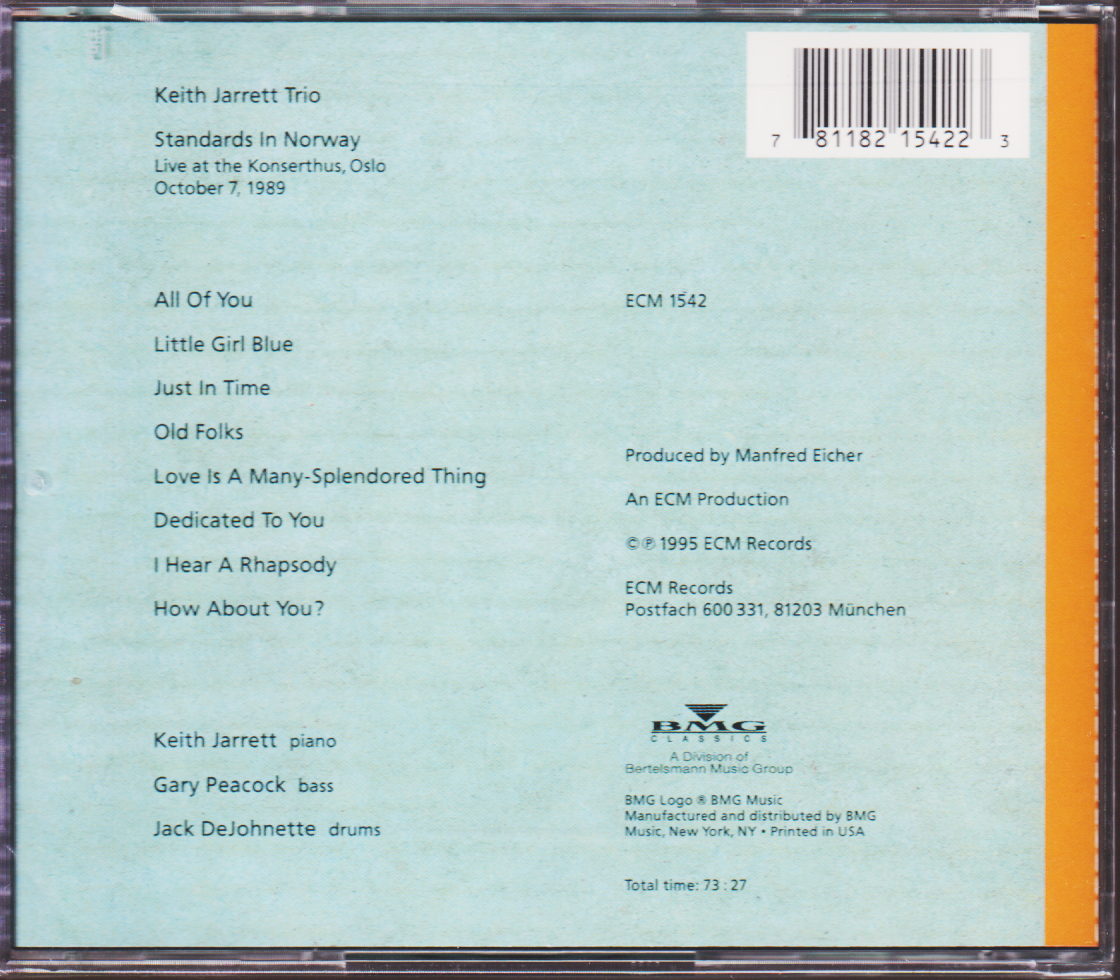 Keith Jarrett Trio
Standards In Norway
Live at the Konserthus, Oslo
October 7, 1989
7 81182 15422 3
All Of You
Little Girl Blue
Just In Time
Old Folks
Love Is A Many-Splendored Thing
Dedicated To You
I Hear A Rhapsody
How About You?
Keith Jarrett piano
Gary Peacock bass
Jack DeJohnette drums
ECM 1542
Produced by Manfred Eicher
An ECM Production
©℗ 1995 ECM Records
ECM Records
Postfach 600 331, 81203 München
BMG
CLASSICS
A Division of
Bertelsmann Music Group
BMG Logo ® BMG Music
Manufactured and distributed by BMG
Music, New York, NY • Printed in USA
Total time: 73 : 27